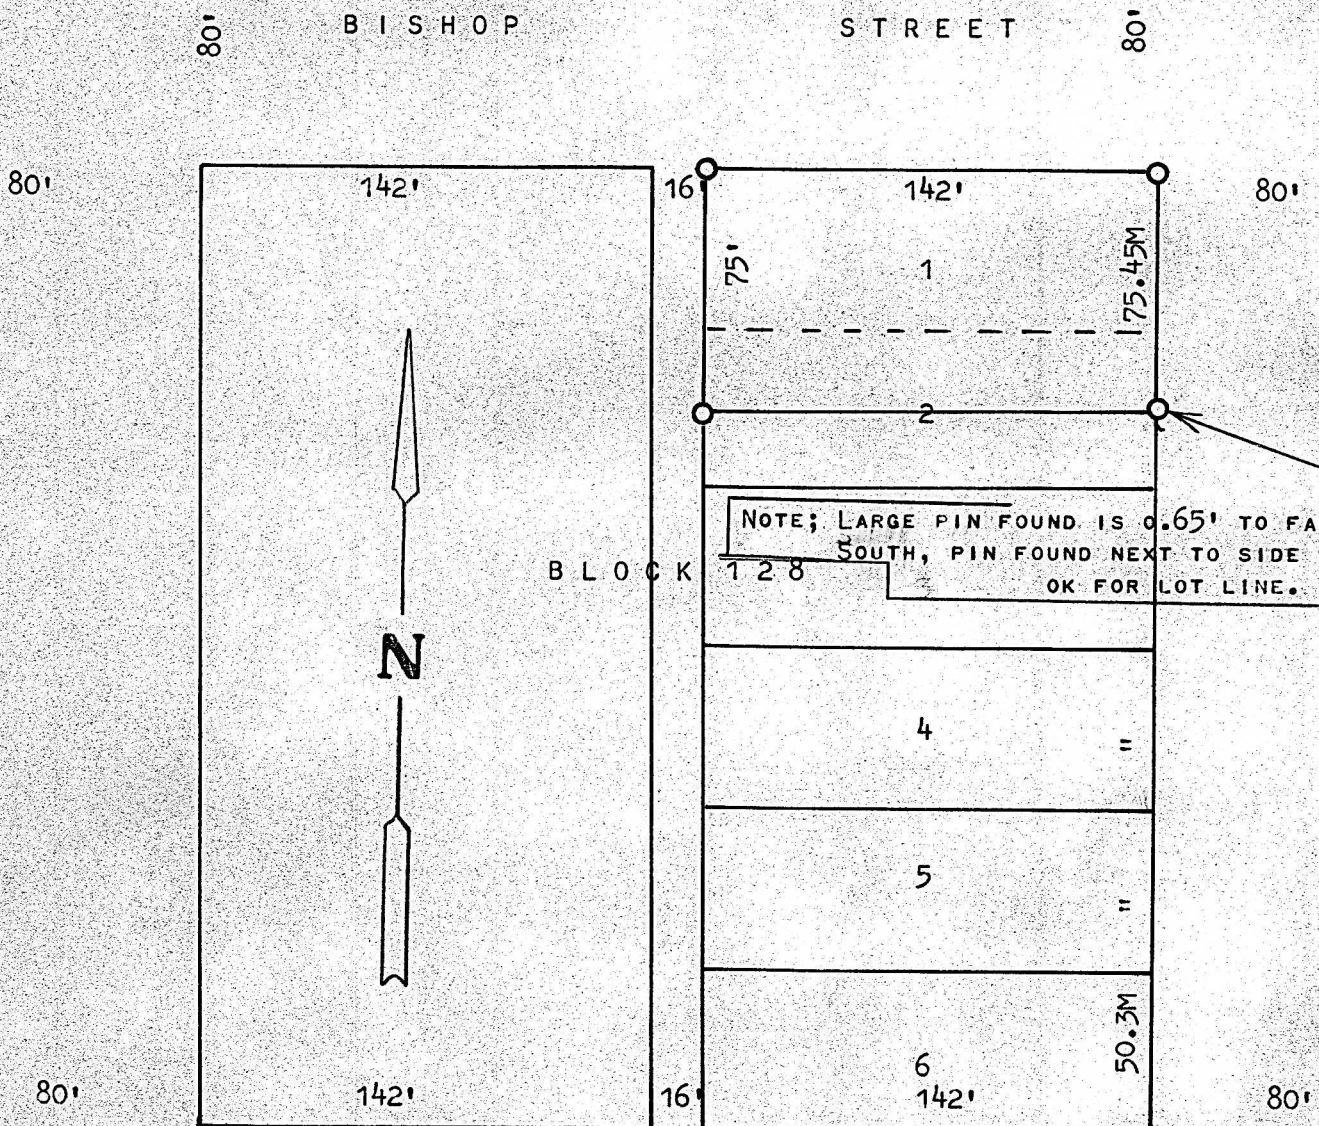 80' BISHOP STREET 80'
80' 142' 16' 142' 80'
75' 1 75.45M
2
NOTE; LARGE PIN FOUND IS 0.65' TO FA
SOUTH, PIN FOUND NEXT TO SIDE
OK FOR LOT LINE.
BLOCK 128
4 "
5 "
50.3M
6
80' 142' 16' 142' 80'
N